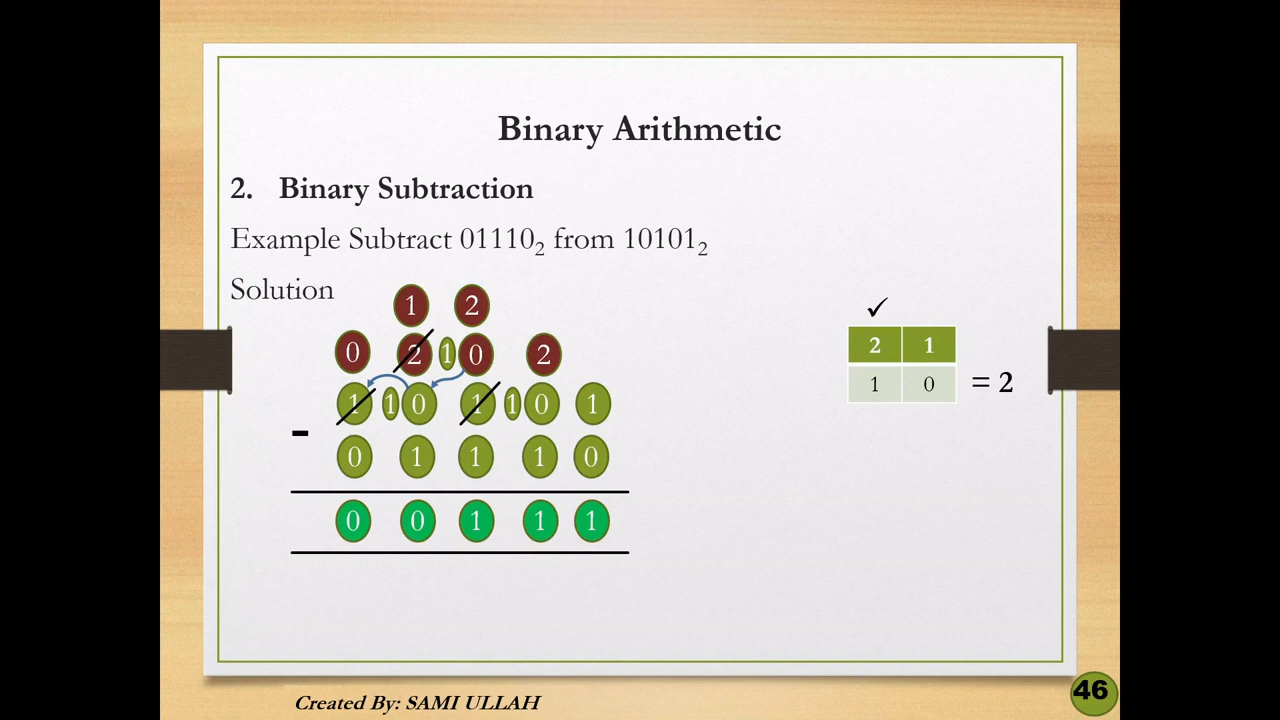 Binary Arithmetic
2. Binary Subtraction
Example Subtract 01110₂ from 10101₂
Solution
1 2
0 2 1 0 2
1 1 0 1 1 0 1
- 0 1 1 1 0
0 0 1 1 1
✓
2 1
1 0 = 2
Created By: SAMI ULLAH
46